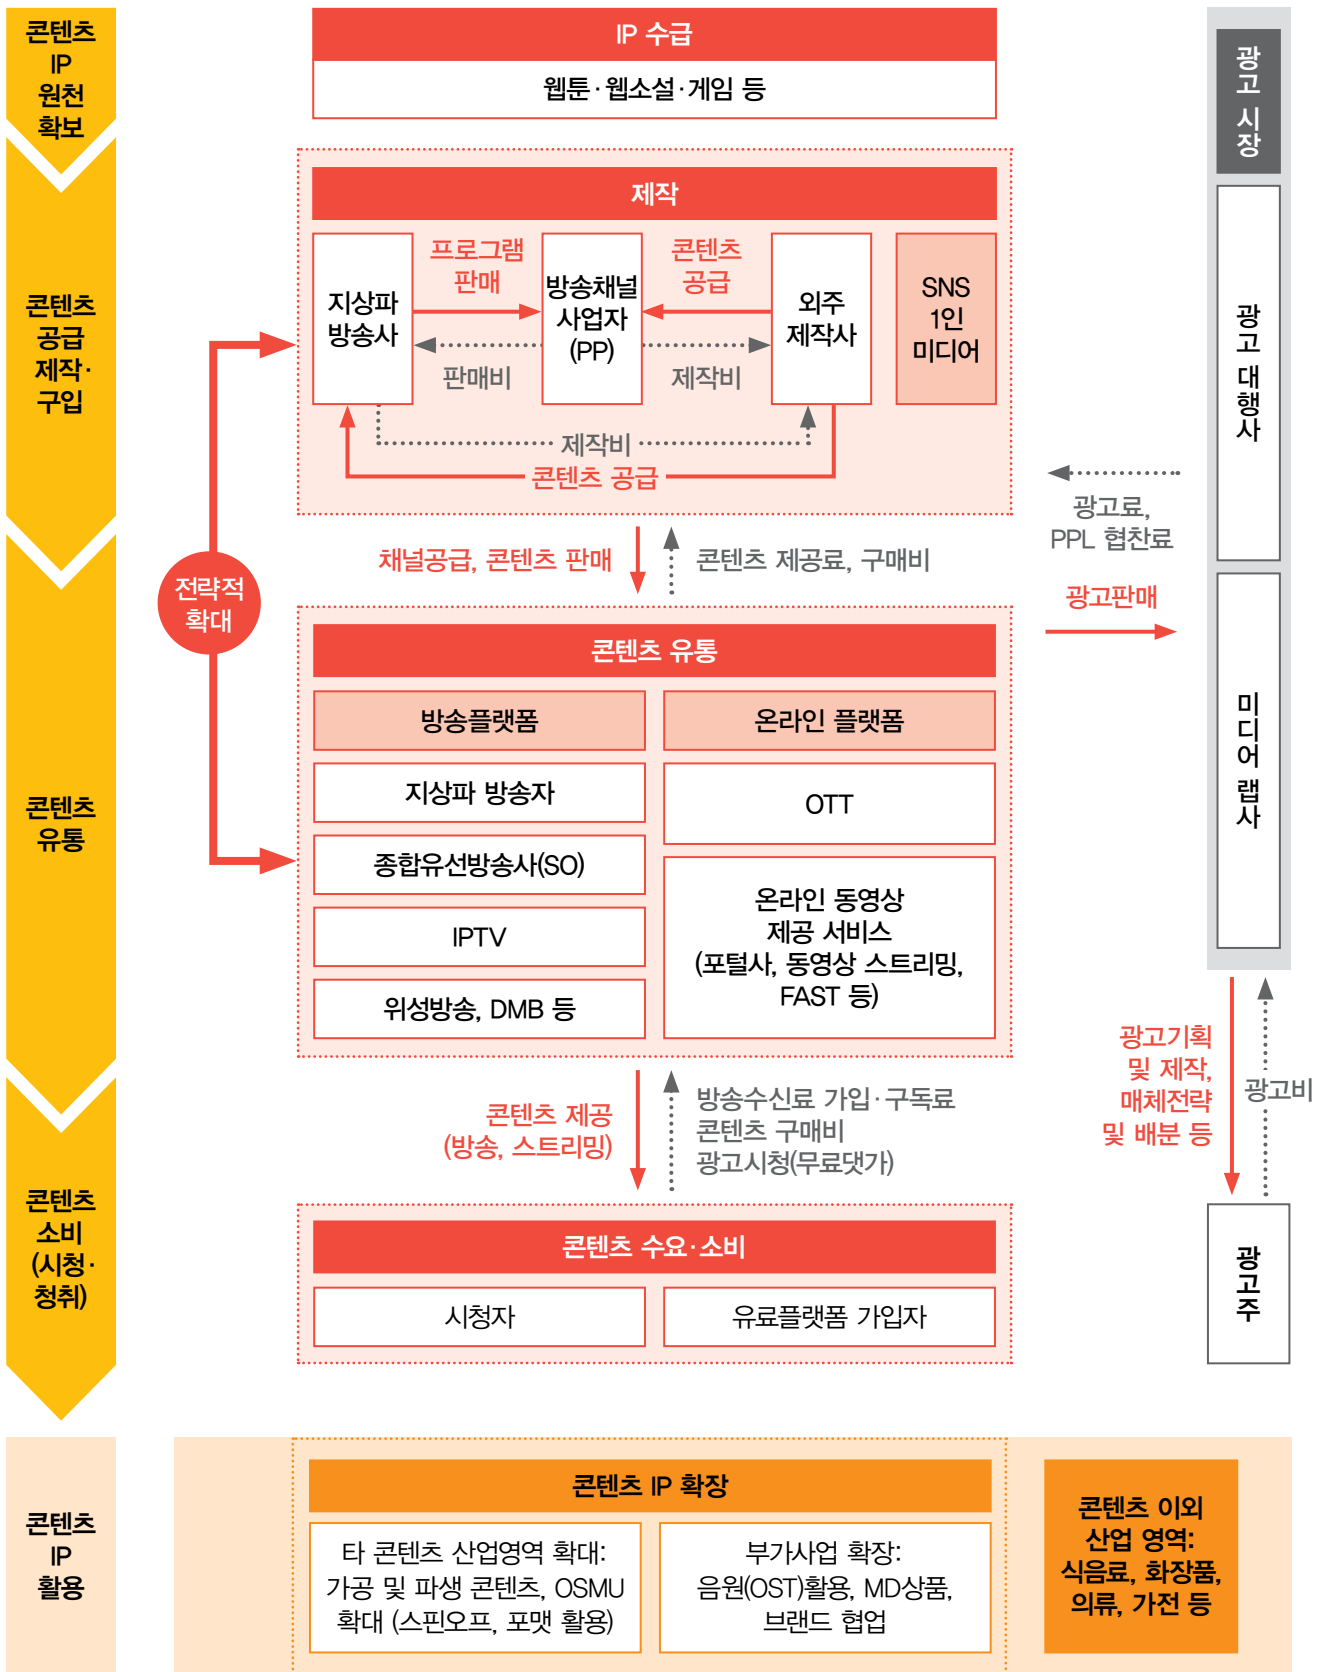 콘텐츠
IP
원천
확보
IP 수급
웹툰·웹소설·게임 등
콘텐츠
공급
제작·
구입
제작
지상파
방송사
프로그램
판매
판매비
방송채널
사업자
(PP)
콘텐츠
공급
제작비
외주
제작사
SNS
1인
미디어
제작비
콘텐츠 공급
전략적
확대
채널공급, 콘텐츠 판매
콘텐츠 제공료, 구매비
콘텐츠
유통
콘텐츠 유통
방송플랫폼
지상파 방송자
종합유선방송사(SO)
IPTV
위성방송, DMB 등
온라인 플랫폼
OTT
온라인 동영상
제공 서비스
(포털사, 동영상 스트리밍,
FAST 등)
콘텐츠 제공
(방송, 스트리밍)
방송수신료 가입·구독료
콘텐츠 구매비
광고시청(무료댓가)
콘텐츠
소비
(시청·
청취)
콘텐츠 수요·소비
시청자
유료플랫폼 가입자
광고 시장
광고 대행사
미디어 랩사
광고료,
PPL 협찬료
광고판매
광고기획
및 제작,
매체전략
및 배분 등
광고비
광고주
콘텐츠
IP
활용
콘텐츠 IP 확장
타 콘텐츠 산업영역 확대:
가공 및 파생 콘텐츠, OSMU
확대 (스핀오프, 포맷 활용)
부가사업 확장:
음원(OST)활용, MD상품,
브랜드 협업
콘텐츠 이외
산업 영역:
식음료, 화장품,
의류, 가전 등